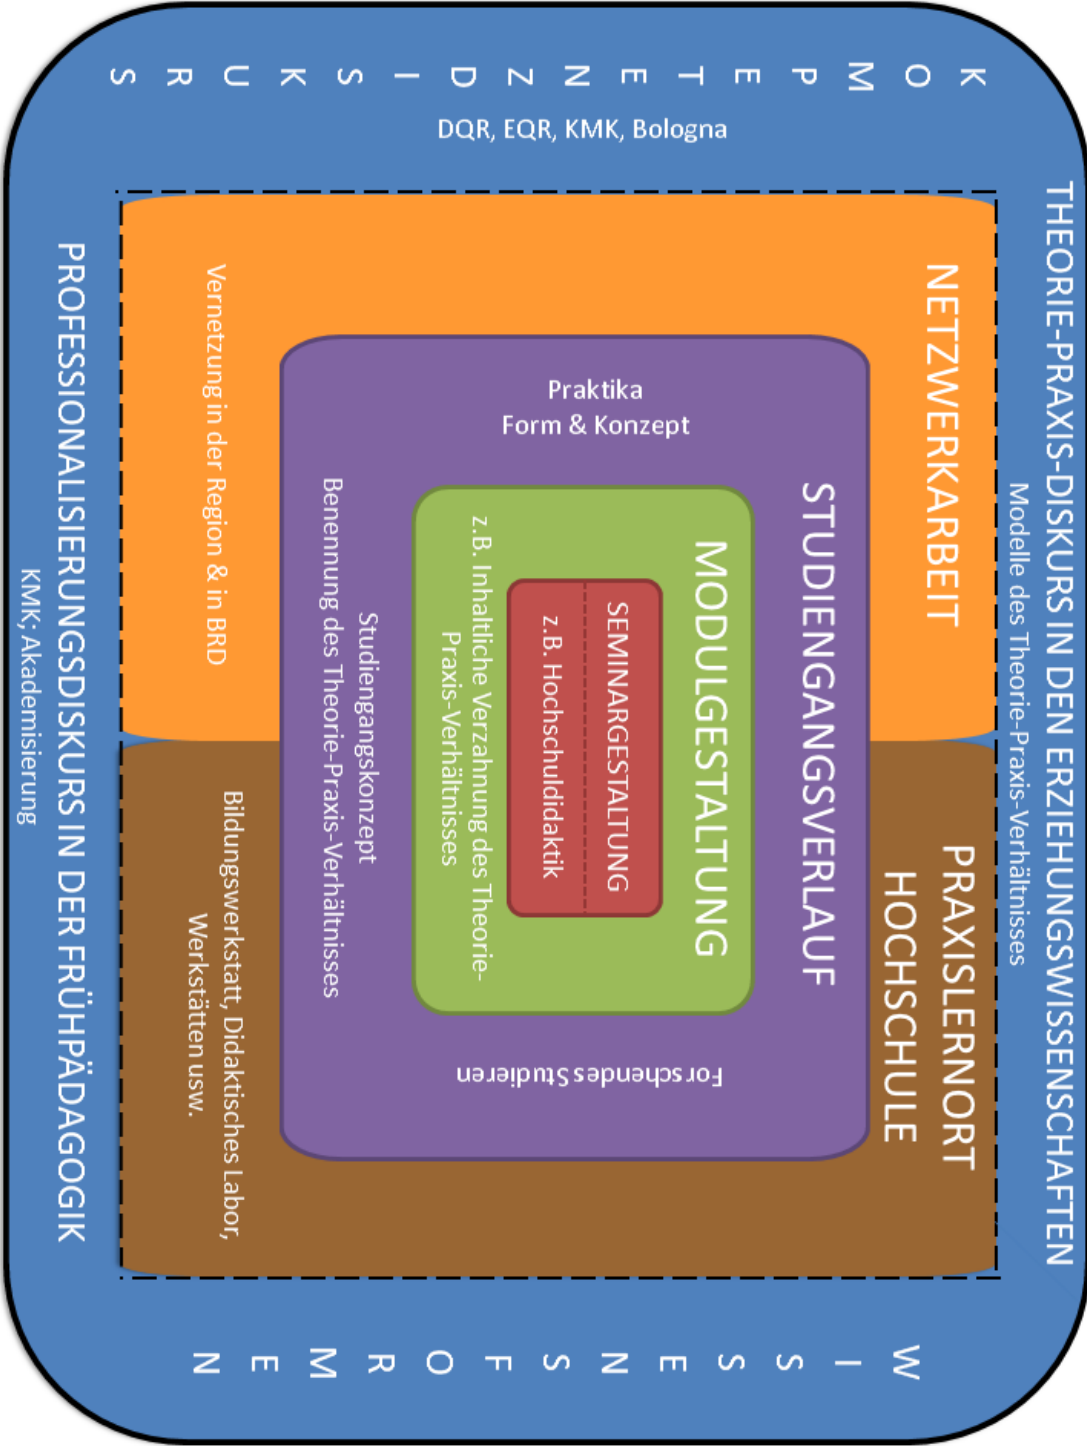 THEORIE-PRAXIS-DISKURS IN DEN ERZIEHUNGSWISSENSCHAFTEN
Modelle des Theorie-Praxis-Verhältnisses
KOMPETENZDISKURS
DQR, EQR, KMK, Bologna
NETZWERKARBEIT
PRAXISLERNORT
HOCHSCHULE
STUDIENGANGSVERLAUF
Praktika
Form & Konzept
MODULGESTALTUNG
SEMINARGESTALTUNG
z.B. Hochschuldidaktik
z.B. Inhaltliche Verzahnung des Theorie-
Praxis-Verhältnisses
Forschendes Studieren
Studiengangskonzept
Benennung des Theorie-Praxis-Verhältnisses
Vernetzung in der Region & in BRD
Bildungswerkstatt, Didaktisches Labor,
Werkstätten usw.
WISSENSFORMEN
PROFESSIONALISIERUNGSDISKURS IN DER FRÜHPÄDAGOGIK
KMK; Akademisierung